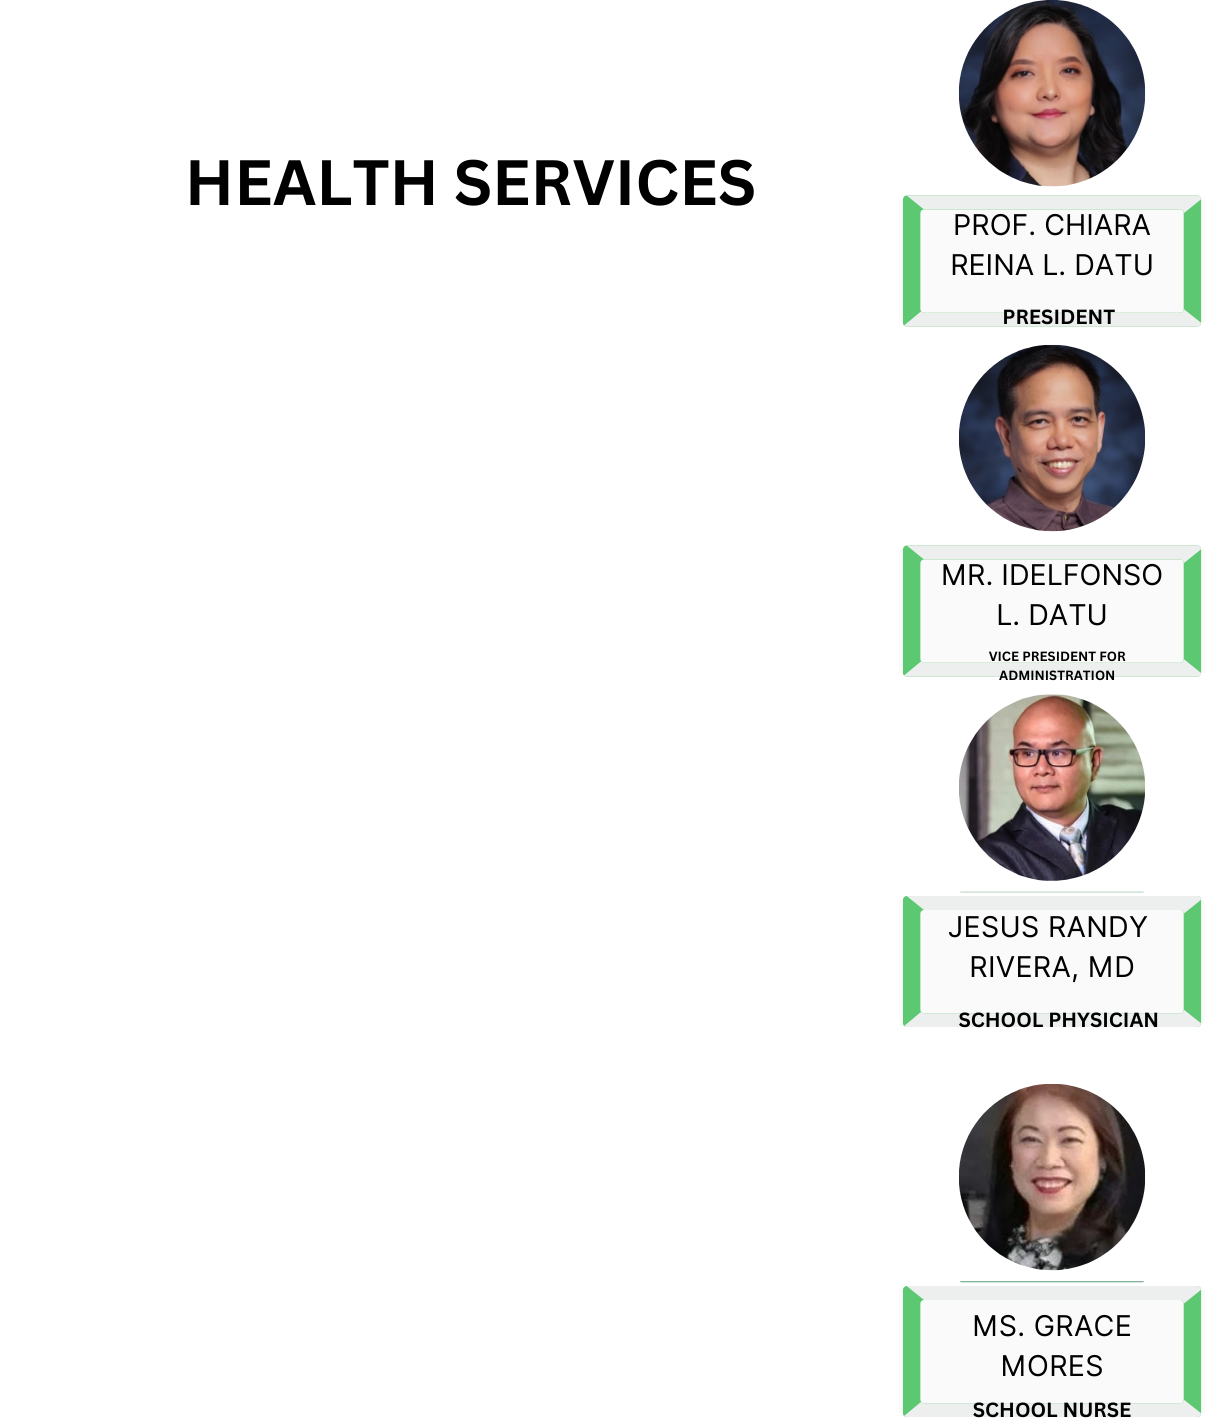 HEALTH SERVICES
PROF. CHIARA
REINA L. DATU
PRESIDENT
MR. IDELFONSO
L. DATU
VICE PRESIDENT FOR
ADMINISTRATION
JESUS RANDY
RIVERA, MD
SCHOOL PHYSICIAN
MS. GRACE
MORES
SCHOOL NURSE